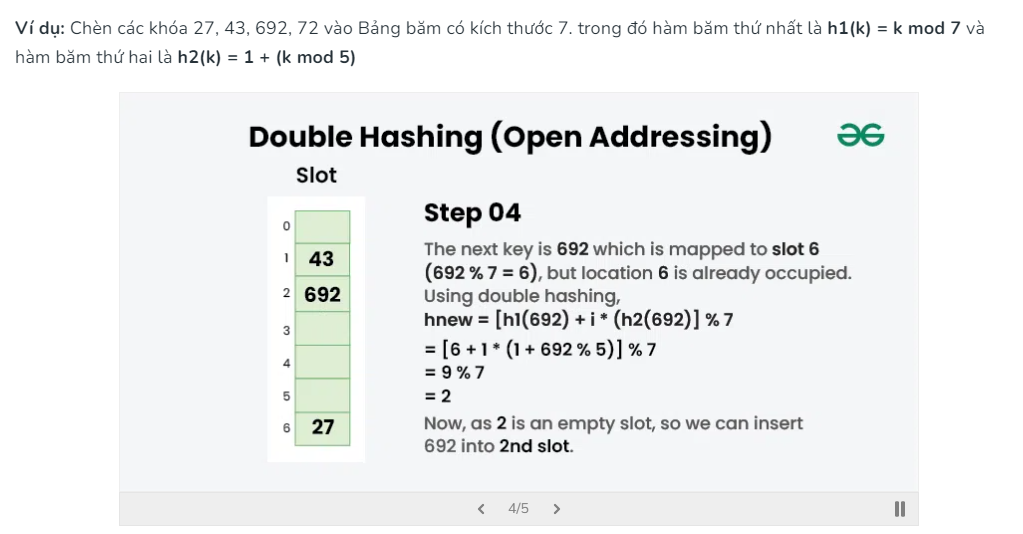 Ví dụ: Chèn các khóa 27, 43, 692, 72 vào Bảng băm có kích thước 7. trong đó hàm băm thứ nhất là h1(k) = k mod 7 và
hàm băm thứ hai là h2(k) = 1 + (k mod 5)
Double Hashing (Open Addressing)
Slot
0
1 43
2 692
3
4
5
6 27
Step 04
The next key is 692 which is mapped to slot 6
(692 % 7 = 6), but location 6 is already occupied.
Using double hashing,
hnew = [h1(692) + i * (h2(692)] % 7
= [6 + 1 * (1 + 692 % 5)] % 7
= 9 % 7
= 2
Now, as 2 is an empty slot, so we can insert
692 into 2nd slot.
4/5